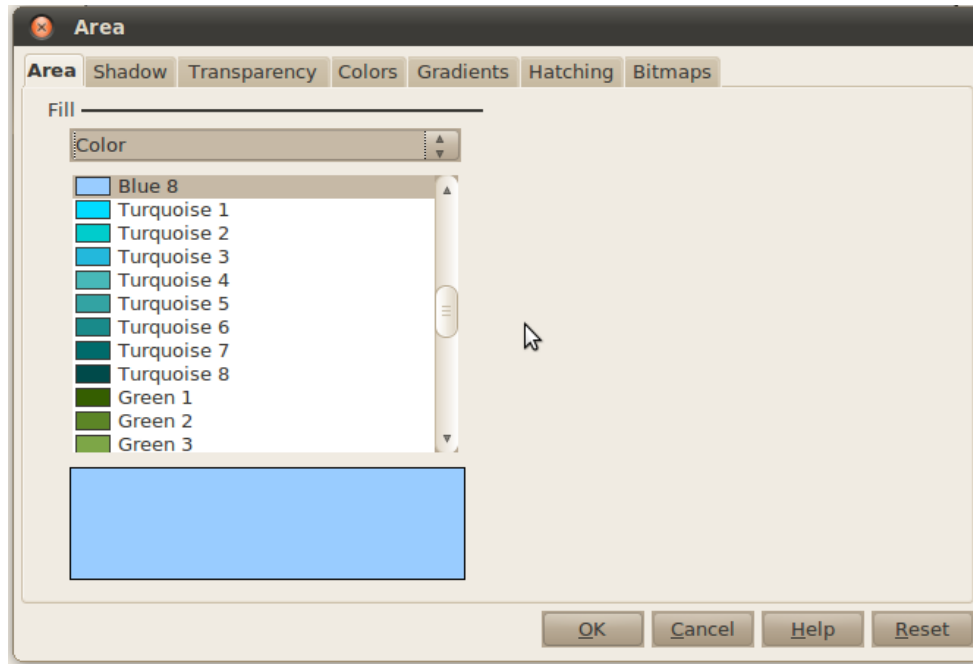 Area
Area Shadow Transparency Colors Gradients Hatching Bitmaps
Fill
Color
Blue 8
Turquoise 1
Turquoise 2
Turquoise 3
Turquoise 4
Turquoise 5
Turquoise 6
Turquoise 7
Turquoise 8
Green 1
Green 2
Green 3
OK Cancel Help Reset